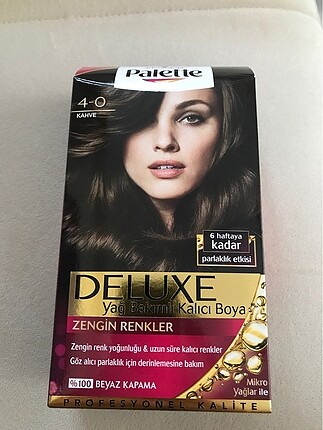 Palette
4-0
KAHVE
6 haftaya
kadar
parlaklık etkisi
DELUXE
Yağ Bakımlı Kalıcı Boya
ZENGİN RENKLER
Zengin renk yoğunluğu & uzun süre kalıcı renkler
Göz alıcı parlaklık için derinlemesine bakım
%100 BEYAZ KAPAMA
Mikro
Yağlar ile
PROFESYONEL KALİTE